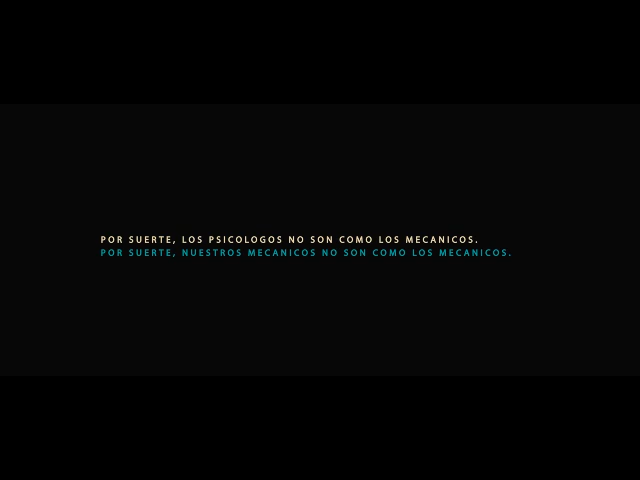 POR SUERTE, LOS PSICOLOGOS NO SON COMO LOS MECANICOS.
POR SUERTE, NUESTROS MECANICOS NO SON COMO LOS MECANICOS.